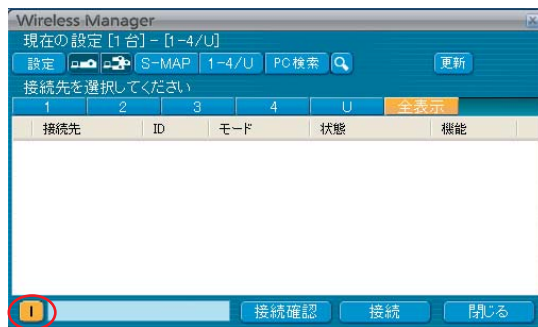 Wireless Manager
現在の設定 [1 台] - [1-4/U]
設定 S-MAP 1-4/U PC検索 更新
接続先を選択してください
1 2 3 4 U 全表示
接続先 ID モード 状態 機能
I 接続確認 接続 閉じる